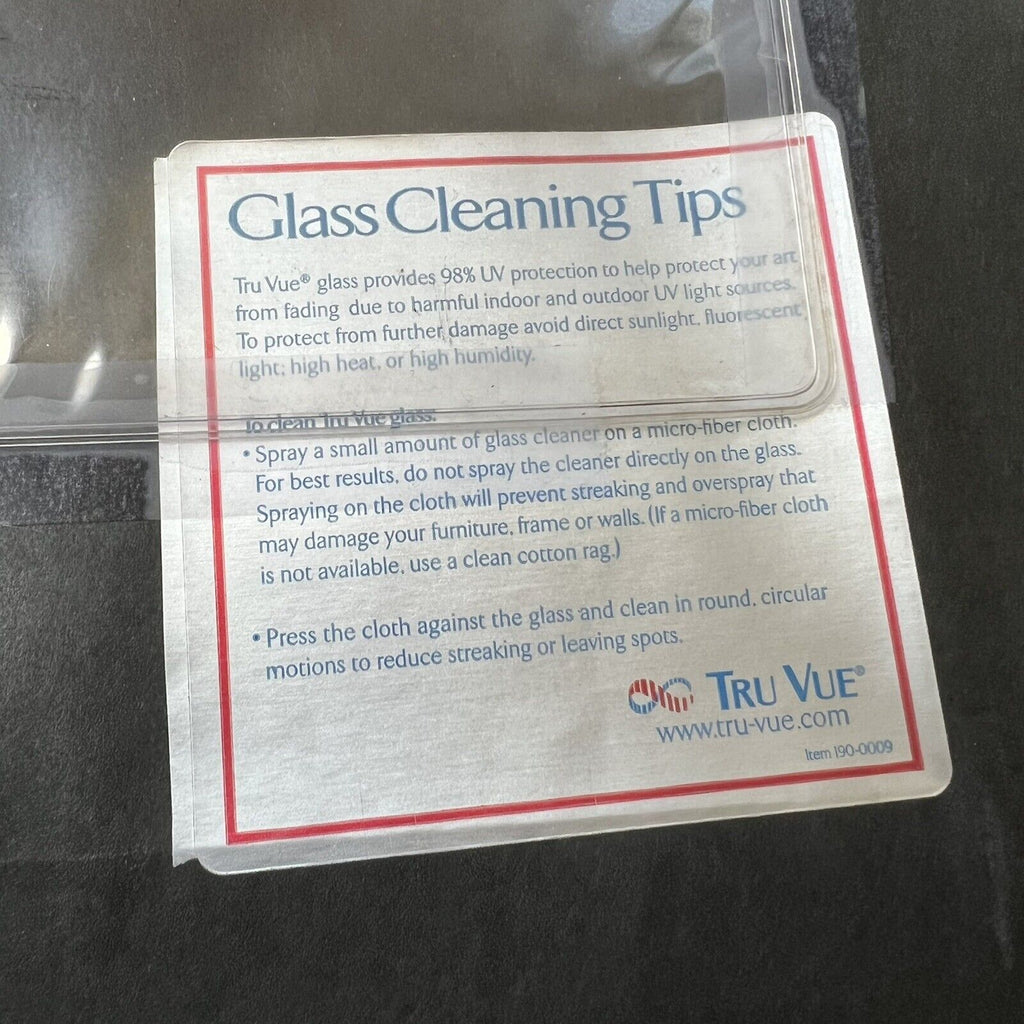 Glass Cleaning Tips
Tru Vue® glass provides 98% UV protection to help protect your art
from fading due to harmful indoor and outdoor UV light sources.
To protect from further damage avoid direct sunlight, fluorescent
light; high heat, or high humidity.
To clean Tru Vue glass:
• Spray a small amount of glass cleaner on a micro-fiber cloth.
For best results, do not spray the cleaner directly on the glass.
Spraying on the cloth will prevent streaking and overspray that
may damage your furniture, frame or walls. (If a micro-fiber cloth
is not available, use a clean cotton rag.)
• Press the cloth against the glass and clean in round, circular
motions to reduce streaking or leaving spots.
TRU VUE®
www.tru-vue.com
Item 190-0009